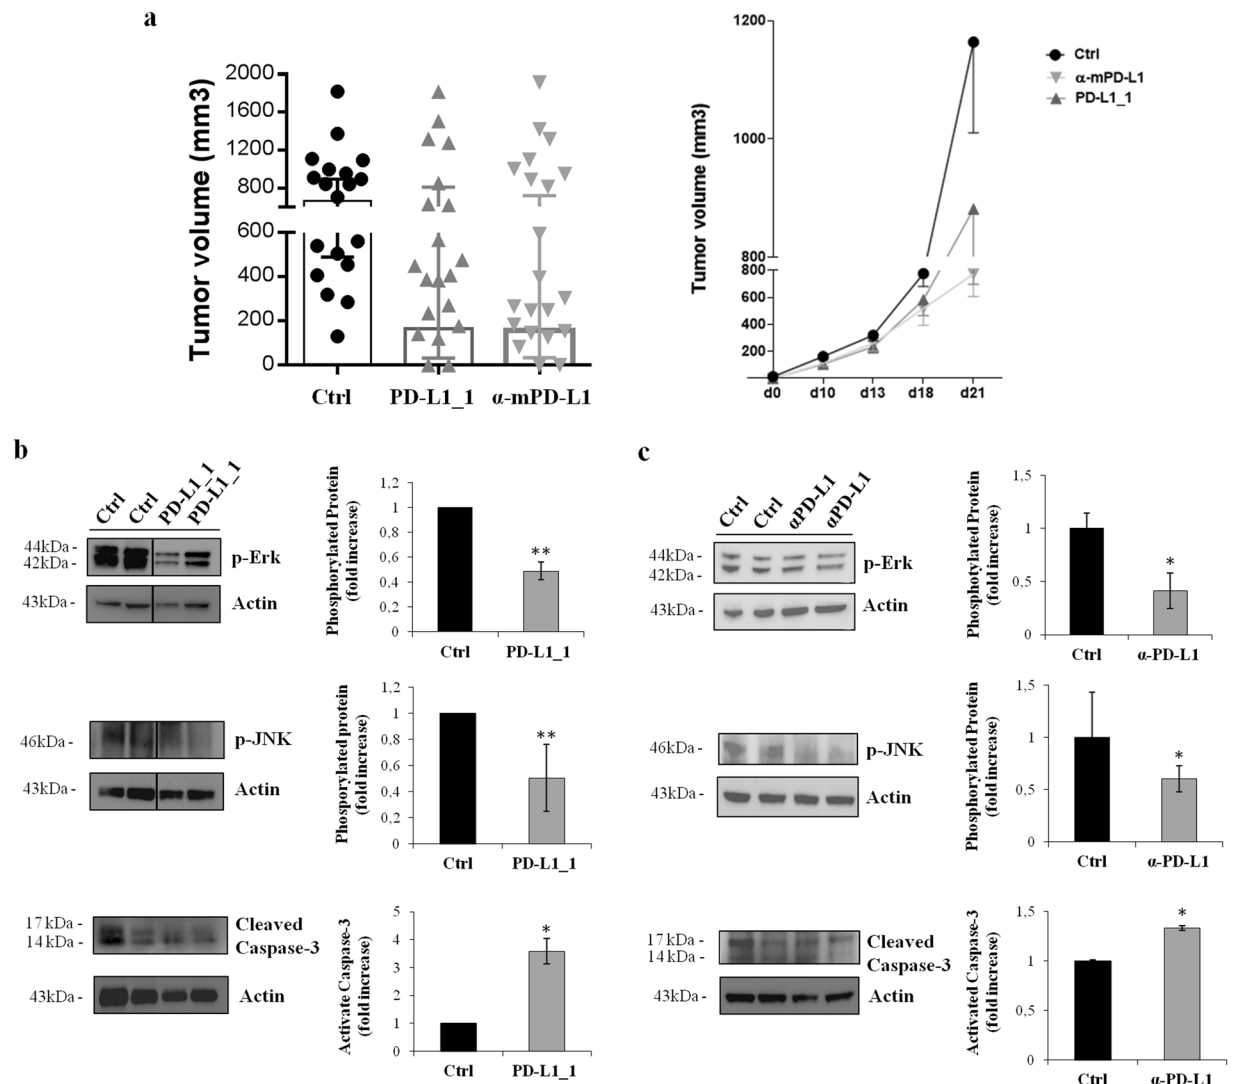 a
Tumor volume (mm3)
2000
1600
1200
800
600
400
200
0
Ctrl
PD-L1_1
α-mPD-L1
Tumor volume (mm3)
1200
1000
800
800
600
400
200
d0
d10
d13
d18
d21
Ctrl
α-mPD-L1
PD-L1_1
b
Ctrl
Ctrl
PD-L1_1
PD-L1_1
44kDa -
42kDa -
p-Erk
43kDa -
Actin
Phosphorylated Protein
(fold increase)
1,2
1
0,8
0,6
0,4
0,2
0
**
Ctrl
PD-L1_1
46kDa -
p-JNK
43kDa -
Actin
Phosporylated protein
(fold increase)
1,2
1
0,8
0,6
0,4
0,2
0
**
Ctrl
PD-L1_1
17kDa -
14kDa -
Cleaved
Caspase-3
43kDa -
Actin
Activate Caspase-3
(fold increase)
5
4
3
2
1
0
*
Ctrl
PD-L1_1
c
Ctrl
Ctrl
αPD-L1
αPD-L1
44kDa -
42kDa -
p-Erk
43kDa -
Actin
Phosphotylated Protein
(fold increase)
1,5
1
0,5
0
*
Ctrl
α-PD-L1
46kDa -
p-JNK
43kDa -
Actin
Phosphorylated Protein
(fold increase)
1,5
1
0,5
0
*
Ctrl
α-PD-L1
17kDa -
14kDa -
Cleaved
Caspase-3
43kDa -
Actin
Activated Caspase-3
(fold increase)
1,5
1
0,5
0
*
Ctrl
α-PD-L1